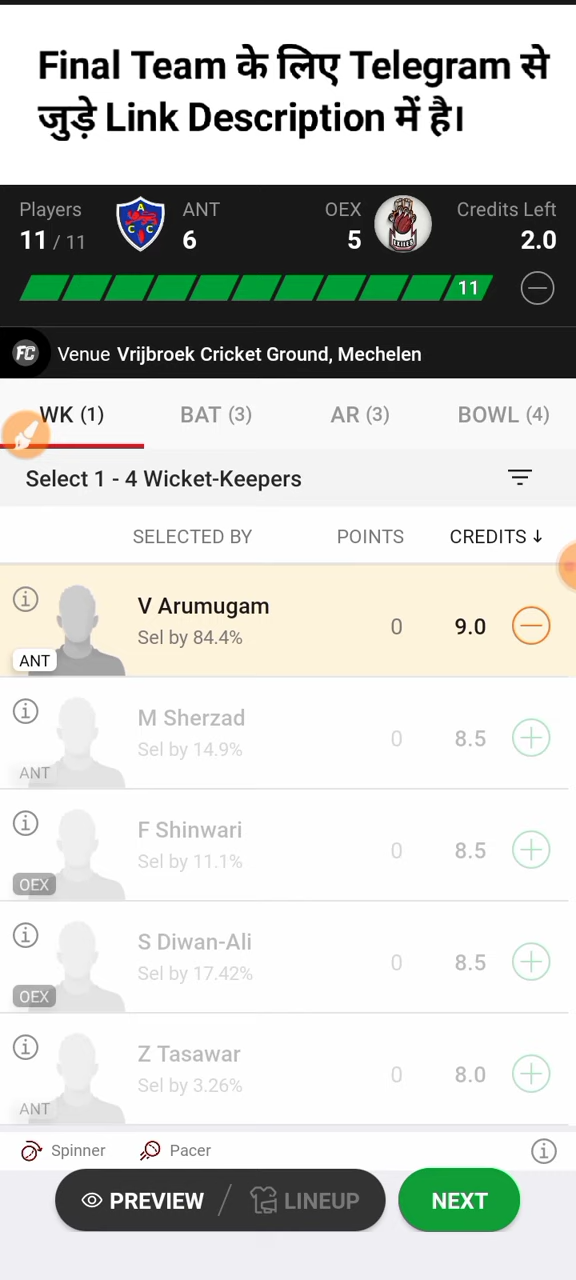 Final Team के लिए Telegram से
जुड़े Link Description में है।
Players ANT OEX Credits Left
11 / 11 6 5 2.0
11
FC Venue Vrijbroek Cricket Ground, Mechelen
WK (1) BAT (3) AR (3) BOWL (4)
Select 1 - 4 Wicket-Keepers
SELECTED BY POINTS CREDITS ↓
V Arumugam
Sel by 84.4% 0 9.0
ANT
M Sherzad
Sel by 14.9% 0 8.5
ANT
F Shinwari
Sel by 11.1% 0 8.5
OEX
S Diwan-Ali
Sel by 17.42% 0 8.5
OEX
Z Tasawar
Sel by 3.26% 0 8.0
ANT
Spinner Pacer
PREVIEW / LINEUP NEXT